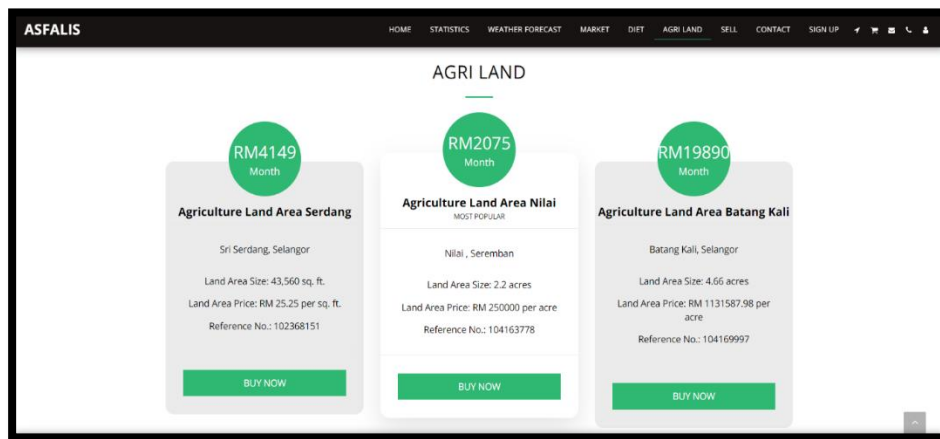 ASFALIS
HOME STATISTICS WEATHER FORECAST MARKET DIET AGRI LAND SELL CONTACT SIGN UP
AGRI LAND
RM4149
Month
Agriculture Land Area Serdang
Sri Serdang, Selangor
Land Area Size: 43,560 sq. ft.
Land Area Price: RM 25.25 per sq. ft.
Reference No.: 102368151
BUY NOW
RM2075
Month
Agriculture Land Area Nilai
MOST POPULAR
Nilai , Seremban
Land Area Size: 2.2 acres
Land Area Price: RM 250000 per acre
Reference No.: 104163778
BUY NOW
RM19890
Month
Agriculture Land Area Batang Kali
Batang Kali, Selangor
Land Area Size: 4.66 acres
Land Area Price: RM 1131587.98 per
acre
Reference No.: 104169997
BUY NOW